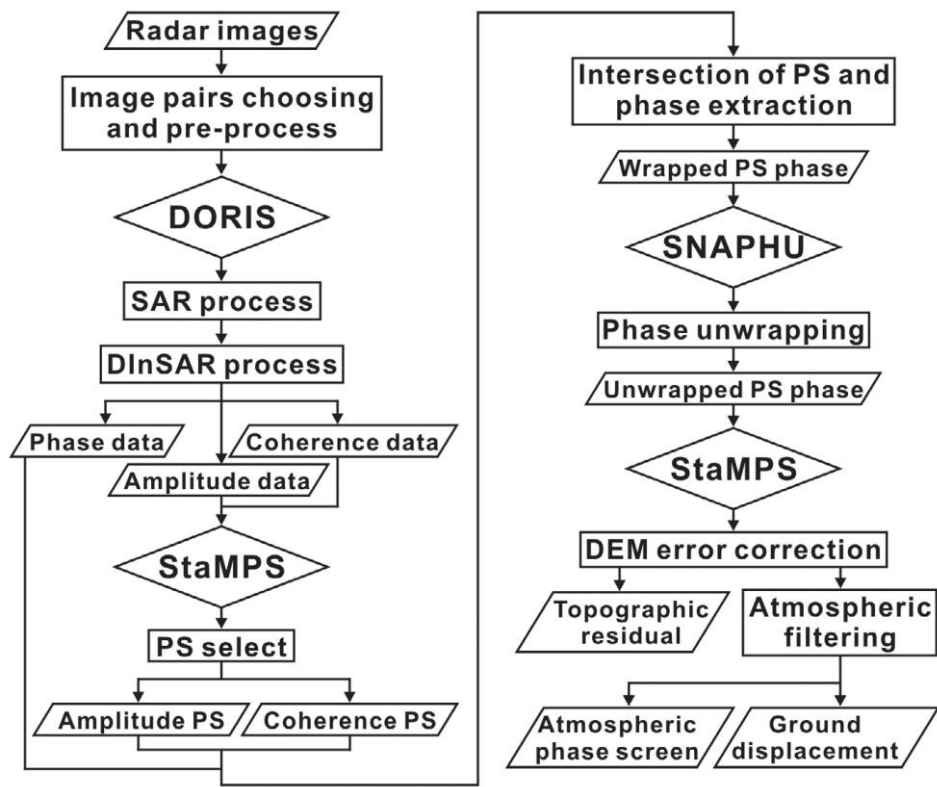 Radar images
Image pairs choosing
and pre-process
DORIS
SAR process
DInSAR process
Phase data
Coherence data
Amplitude data
StaMPS
PS select
Amplitude PS
Coherence PS
Intersection of PS and
phase extraction
Wrapped PS phase
SNAPHU
Phase unwrapping
Unwrapped PS phase
StaMPS
DEM error correction
Topographic
residual
Atmospheric
filtering
Atmospheric
phase screen
Ground
displacement